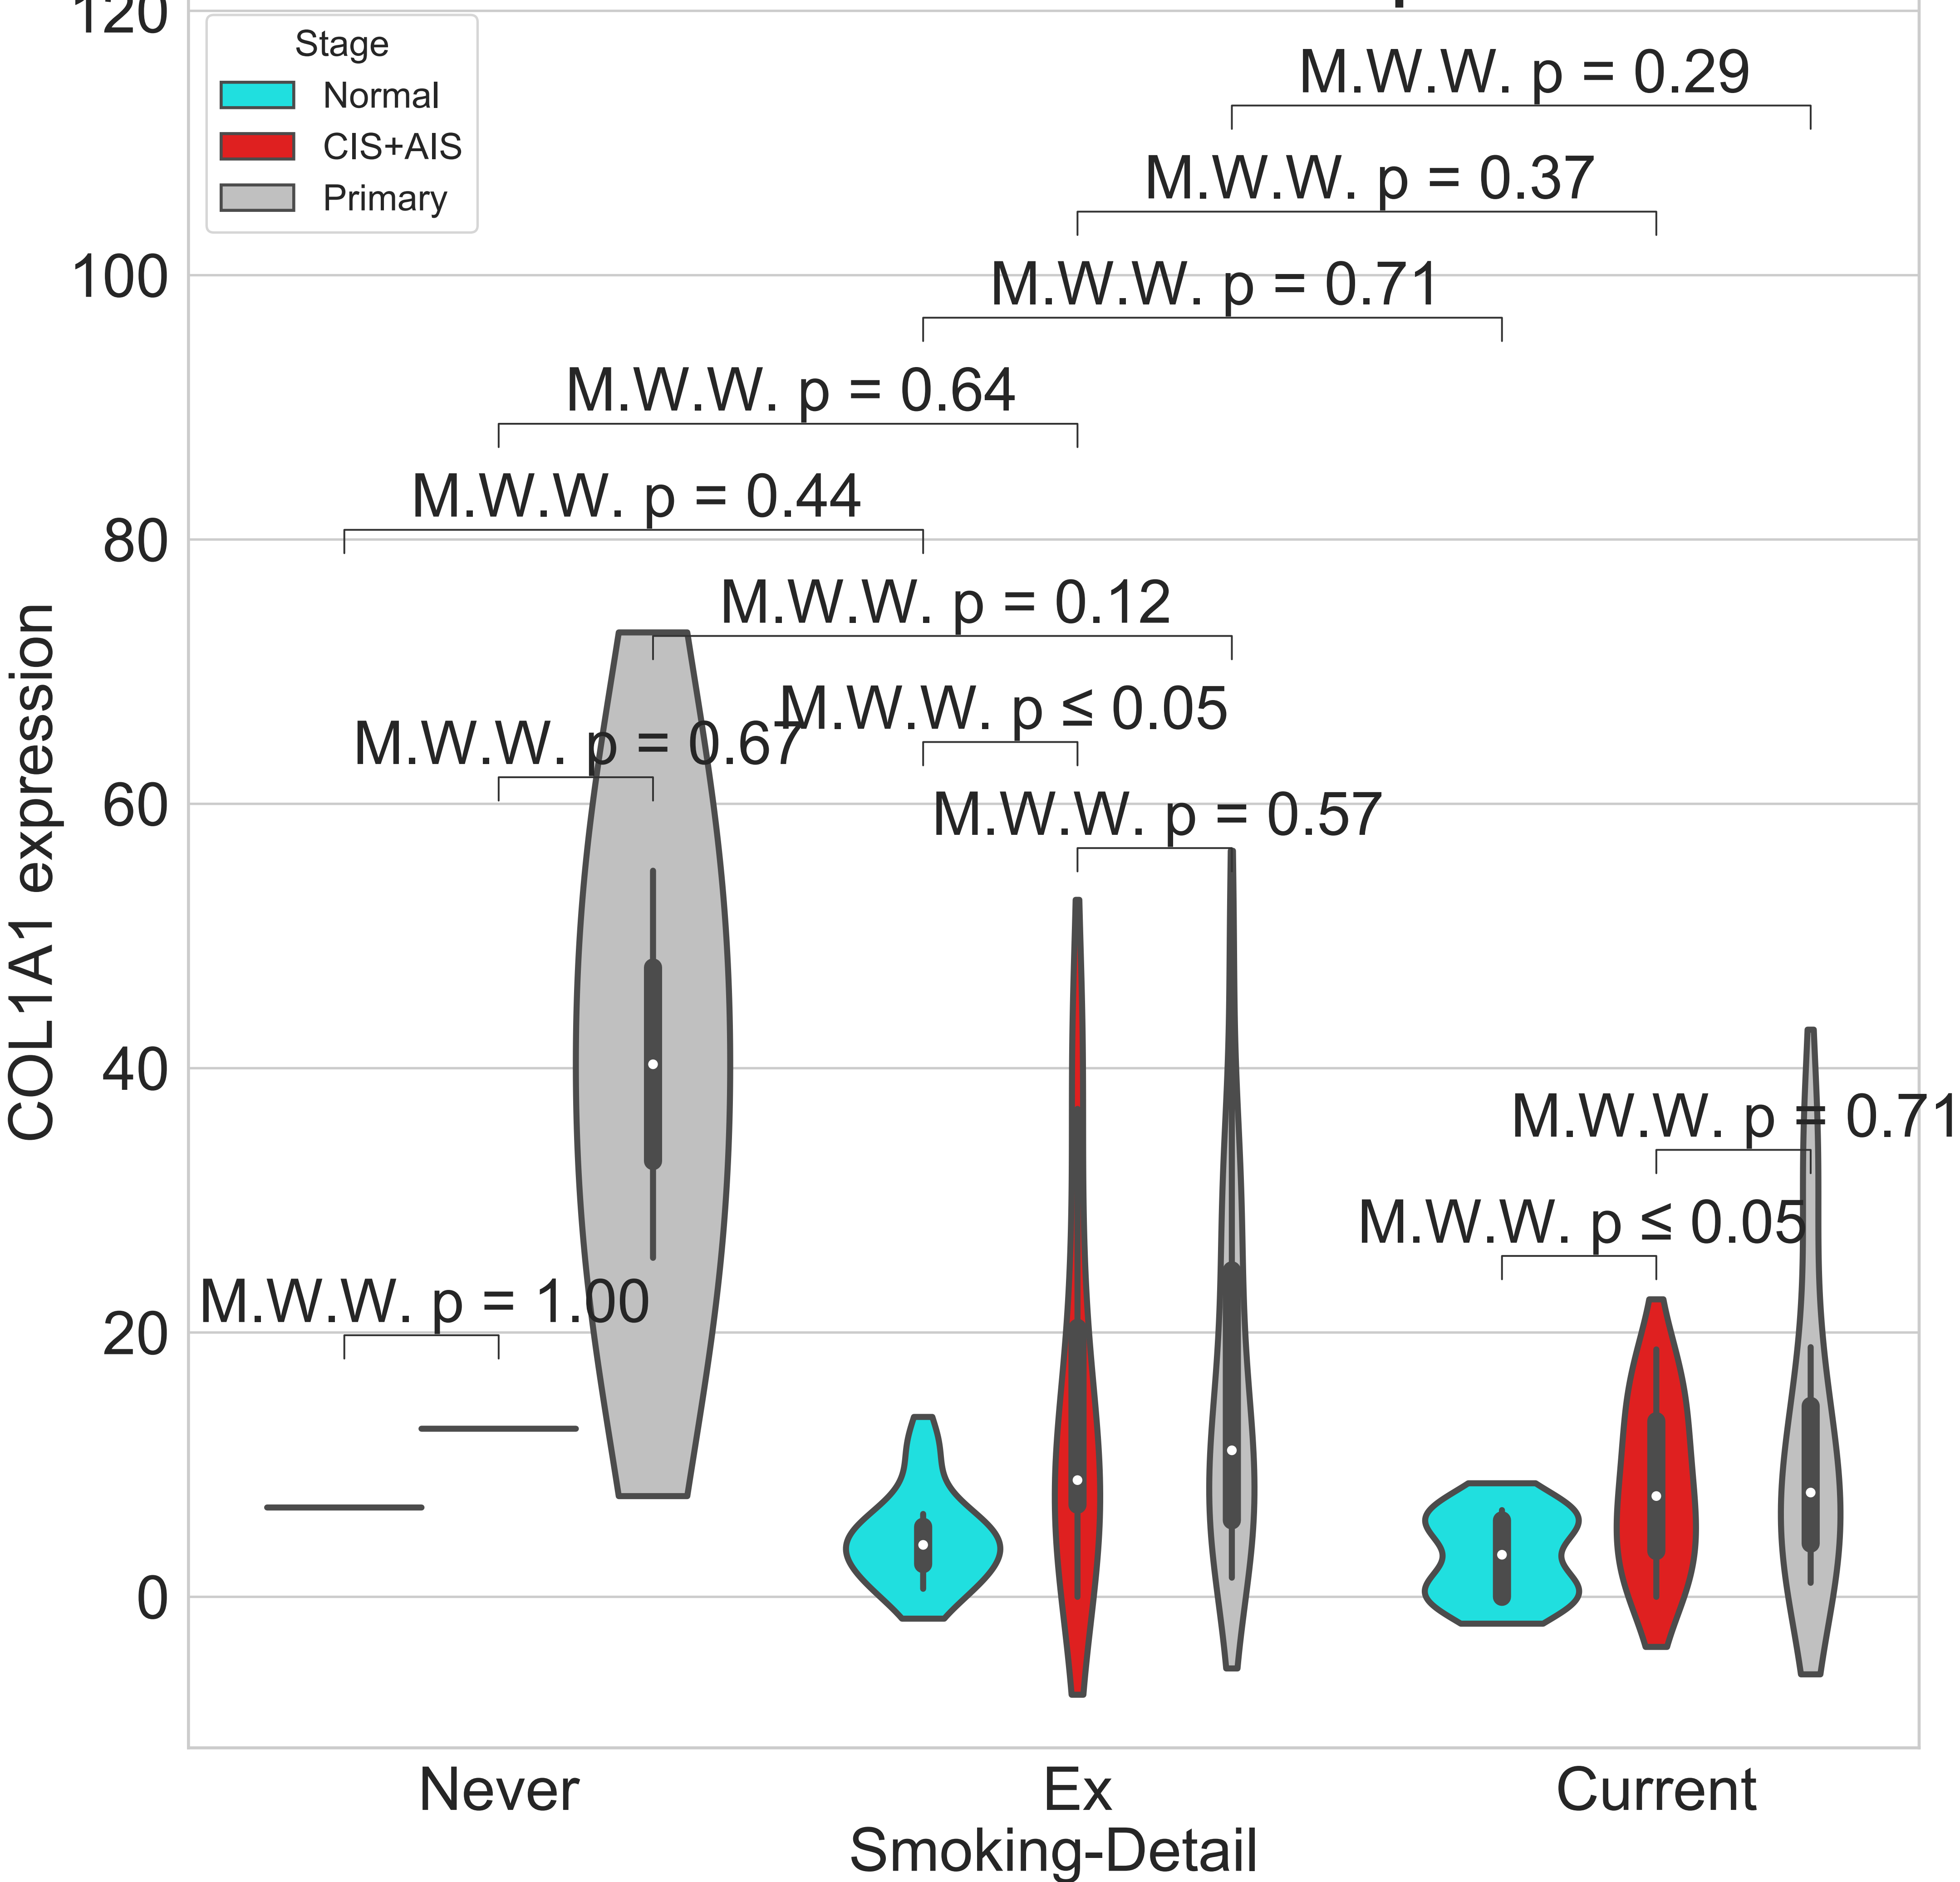 120
Stage
Normal
CIS+AIS
Primary
M.W.W. p = 0.29
M.W.W. p = 0.37
100
M.W.W. p = 0.71
M.W.W. p = 0.64
M.W.W. p = 0.44
80
M.W.W. p = 0.12
M.W.W. p ≤ 0.05
M.W.W. p = 0.67
60
M.W.W. p = 0.57
COL1A1 expression
40
M.W.W. p = 0.71
M.W.W. p ≤ 0.05
M.W.W. p = 1.00
20
0
Never
Ex
Current
Smoking-Detail